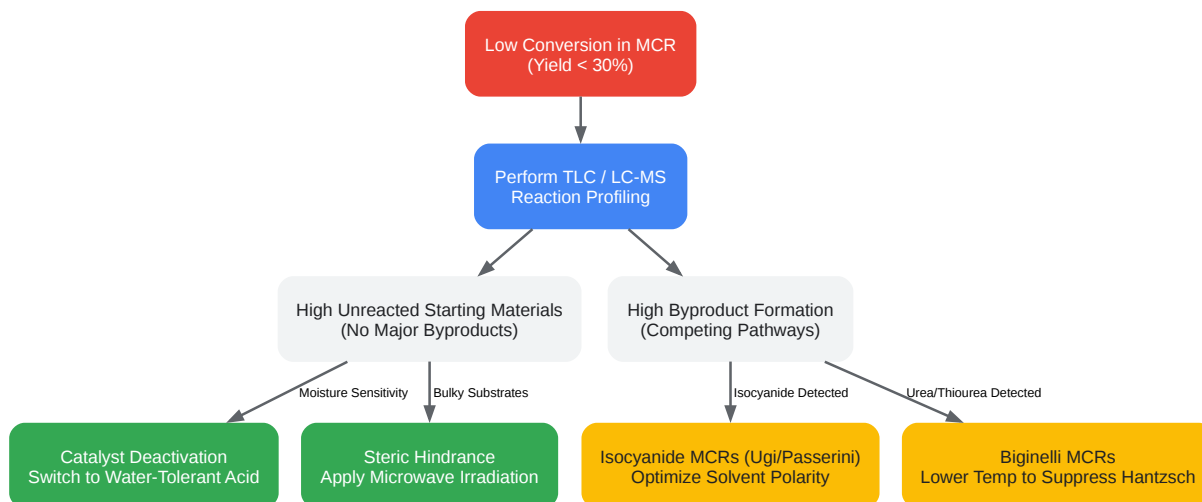 Low Conversion in MCR
(Yield < 30%)
Perform TLC / LC-MS
Reaction Profiling
High Unreacted Starting Materials
(No Major Byproducts)
High Byproduct Formation
(Competing Pathways)
Moisture Sensitivity
Bulky Substrates
Isocyanide Detected
Urea/Thiourea Detected
Catalyst Deactivation
Switch to Water-Tolerant Acid
Steric Hindrance
Apply Microwave Irradiation
Isocyanide MCRs (Ugi/Passerini)
Optimize Solvent Polarity
Biginelli MCRs
Lower Temp to Suppress Hantzsch